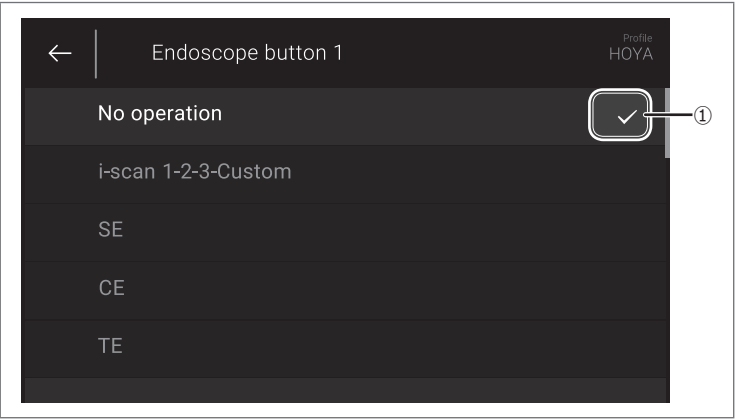 Endoscope button 1
Profile
HOYA
No operation
①
i-scan 1-2-3-Custom
SE
CE
TE